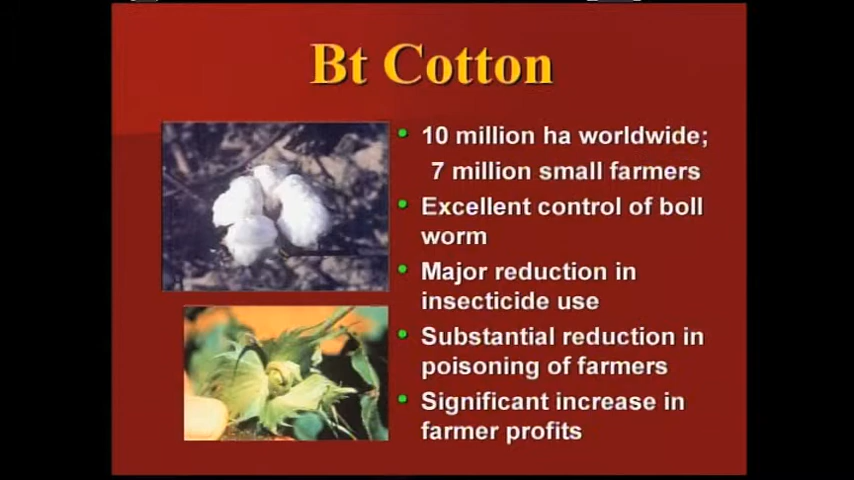 Bt Cotton
10 million ha worldwide;
7 million small farmers
Excellent control of boll
worm
Major reduction in
insecticide use
Substantial reduction in
poisoning of farmers
Significant increase in
farmer profits